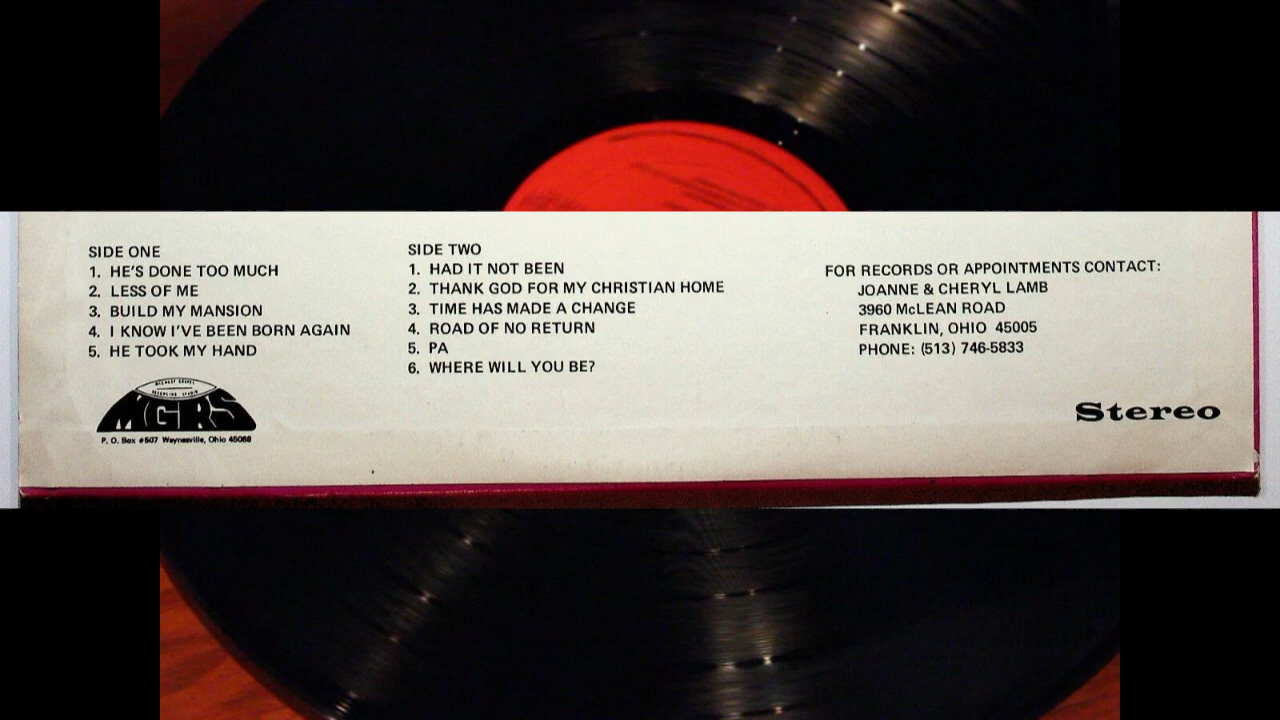 SIDE ONE
1. HE'S DONE TOO MUCH
2. LESS OF ME
3. BUILD MY MANSION
4. I KNOW I'VE BEEN BORN AGAIN
5. HE TOOK MY HAND
SIDE TWO
1. HAD IT NOT BEEN
2. THANK GOD FOR MY CHRISTIAN HOME
3. TIME HAS MADE A CHANGE
4. ROAD OF NO RETURN
5. PA
6. WHERE WILL YOU BE?
FOR RECORDS OR APPOINTMENTS CONTACT:
JOANNE & CHERYL LAMB
3960 McLEAN ROAD
FRANKLIN, OHIO 45005
PHONE: (513) 746-5833
MGRS
P. O. Box #507 Waynesville, Ohio 45068
Stereo